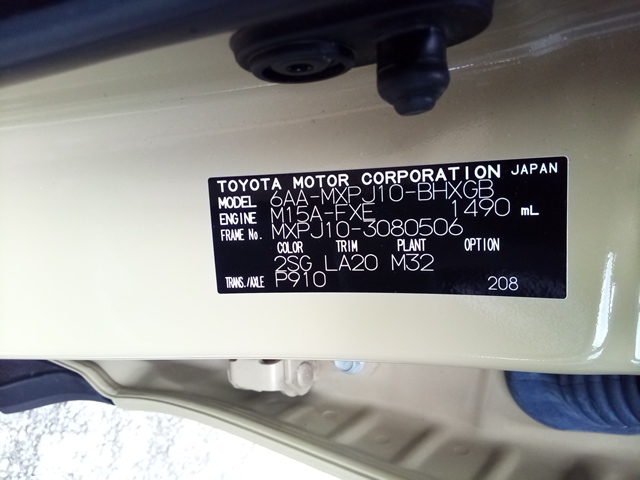 TOYOTA MOTOR CORPORATION JAPAN
MODEL 6AA-MXPJ10-BHXGB
ENGINE M15A-FXE 1490 mL
FRAME No. MXPJ10-3080506
COLOR TRIM PLANT OPTION
2SG LA20 M32
TRANS./AXLE P910 208